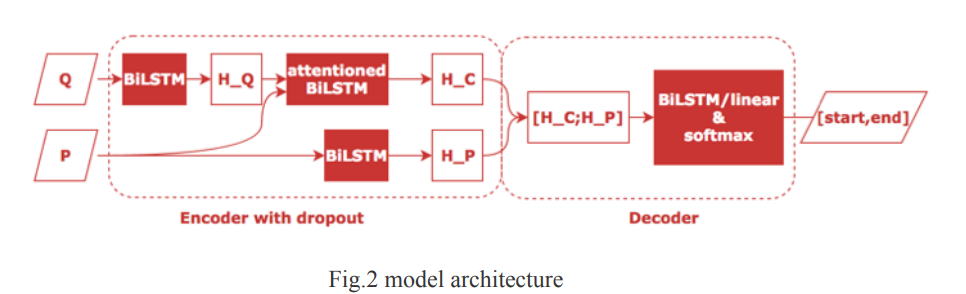 Q
BiLSTM
H_Q
attentioned
BiLSTM
H_C
P
BiLSTM
H_P
[H_C;H_P]
BiLSTM/linear
&
softmax
[start,end]
Encoder with dropout
Decoder
Fig.2 model architecture